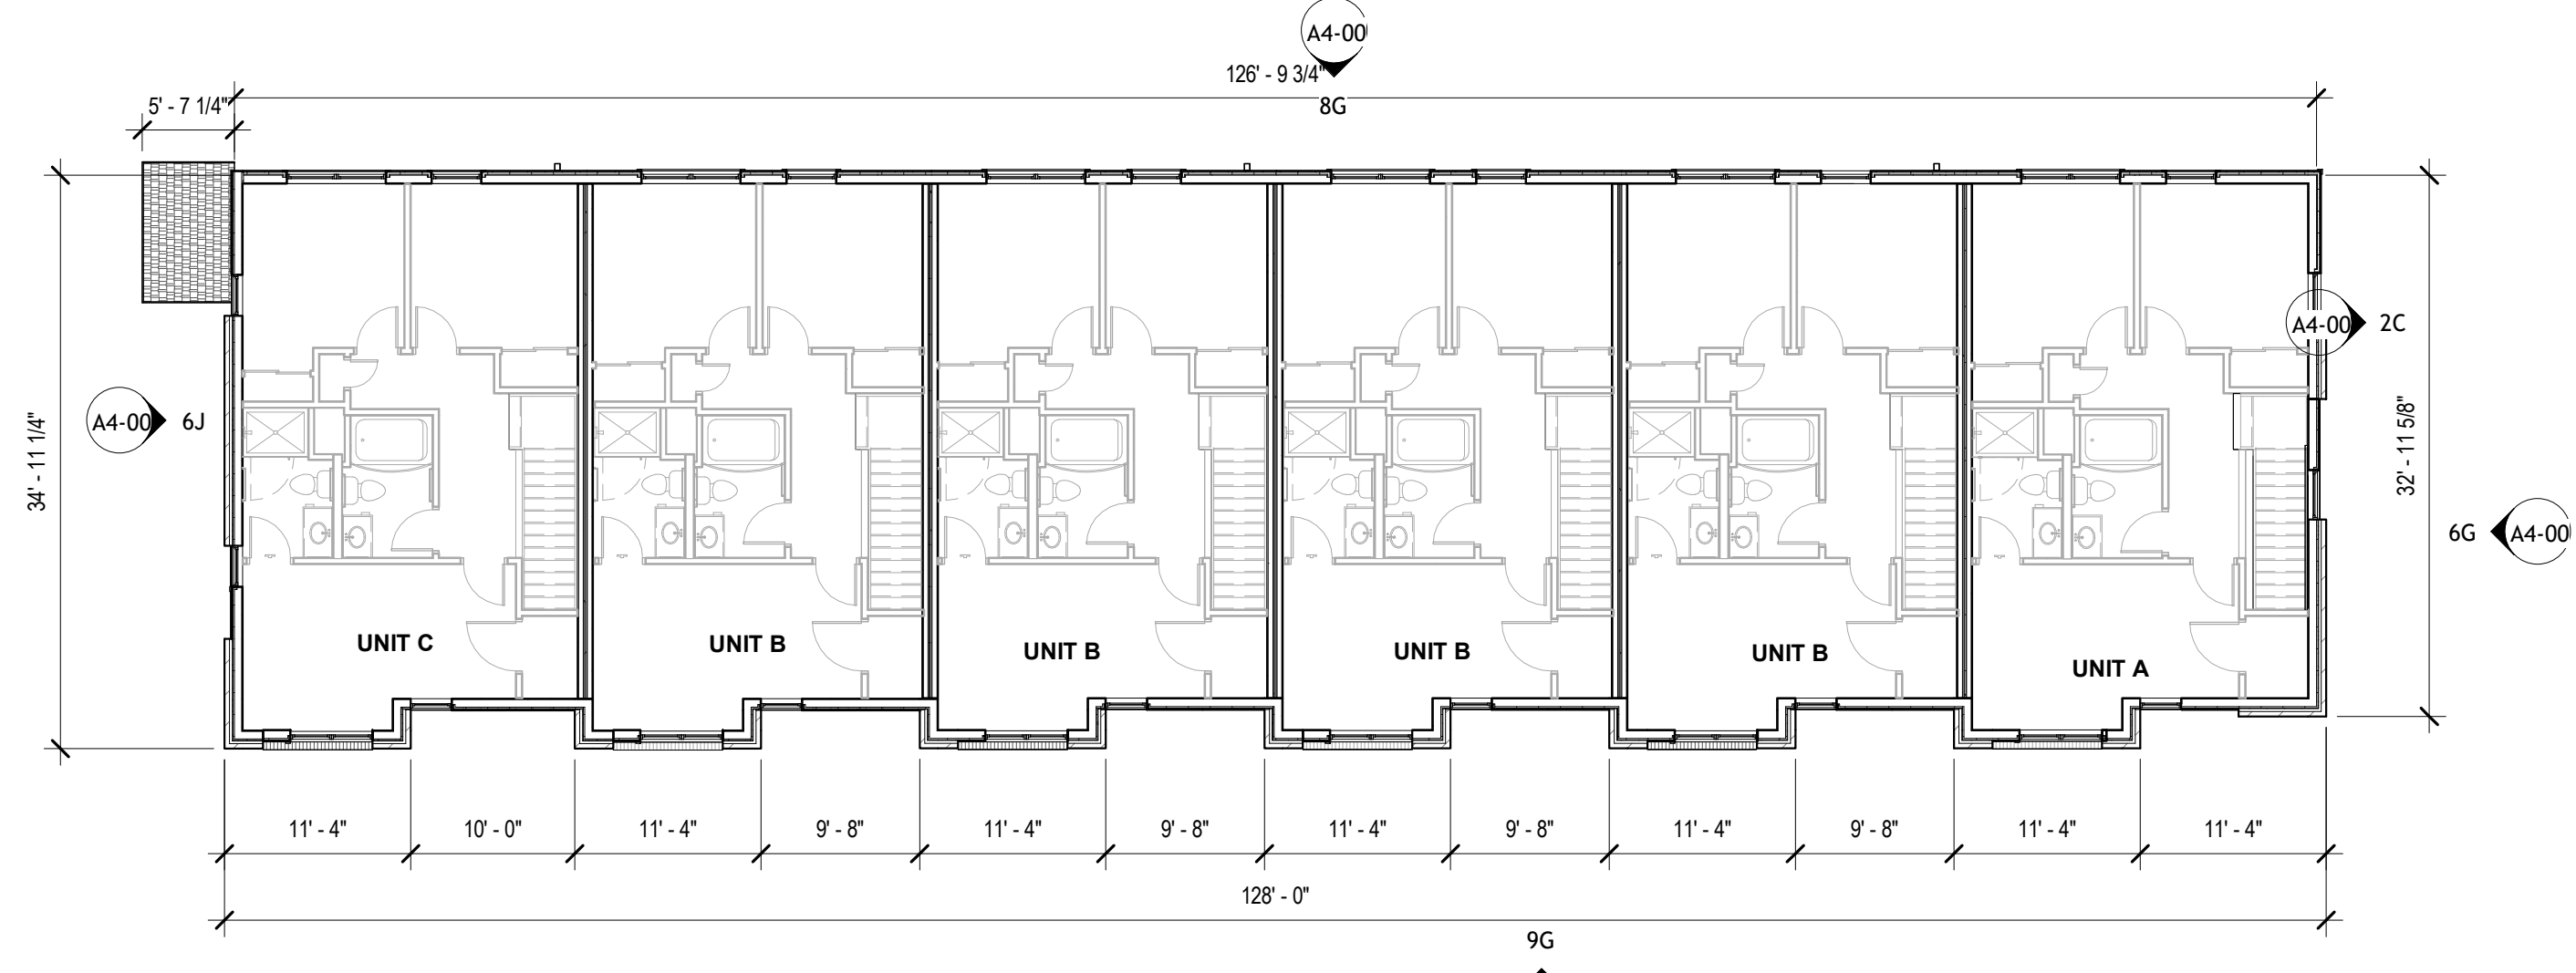 A4-00
126' - 9 3/4"
5' - 7 1/4"
8G
A4-00
2C
34' - 11 1/4"
A4-00
6J
32' - 11 5/8"
6G
A4-00
UNIT C
UNIT B
UNIT B
UNIT B
UNIT B
UNIT A
11' - 4"
10' - 0"
11' - 4"
9' - 8"
11' - 4"
9' - 8"
11' - 4"
9' - 8"
11' - 4"
9' - 8"
11' - 4"
11' - 4"
128' - 0"
9G